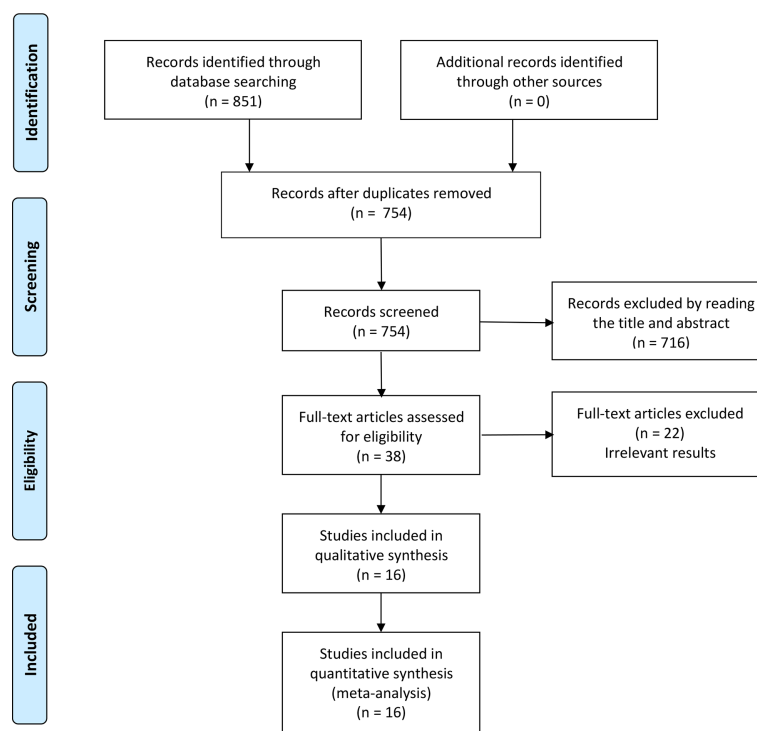 Identification
Records identified through
database searching
(n = 851)
Additional records identified
through other sources
(n = 0)
Records after duplicates removed
(n = 754)
Screening
Records screened
(n = 754)
Records excluded by reading
the title and abstract
(n = 716)
Eligibility
Full-text articles assessed
for eligibility
(n = 38)
Full-text articles excluded
(n = 22)
Irrelevant results
Studies included in
qualitative synthesis
(n = 16)
Included
Studies included in
quantitative synthesis
(meta-analysis)
(n = 16)